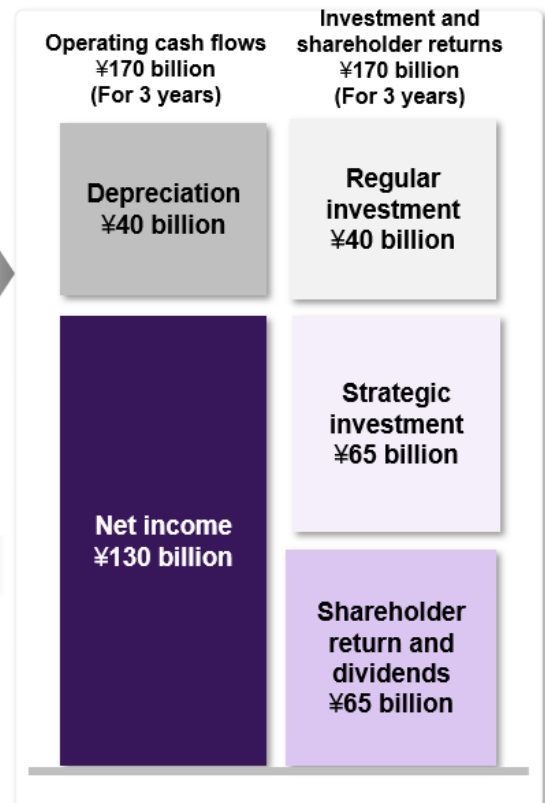 Operating cash flows
¥170 billion
(For 3 years)
Investment and
shareholder returns
¥170 billion
(For 3 years)
Depreciation
¥40 billion
Regular
investment
¥40 billion
Net income
¥130 billion
Strategic
investment
¥65 billion
Shareholder
return and
dividends
¥65 billion